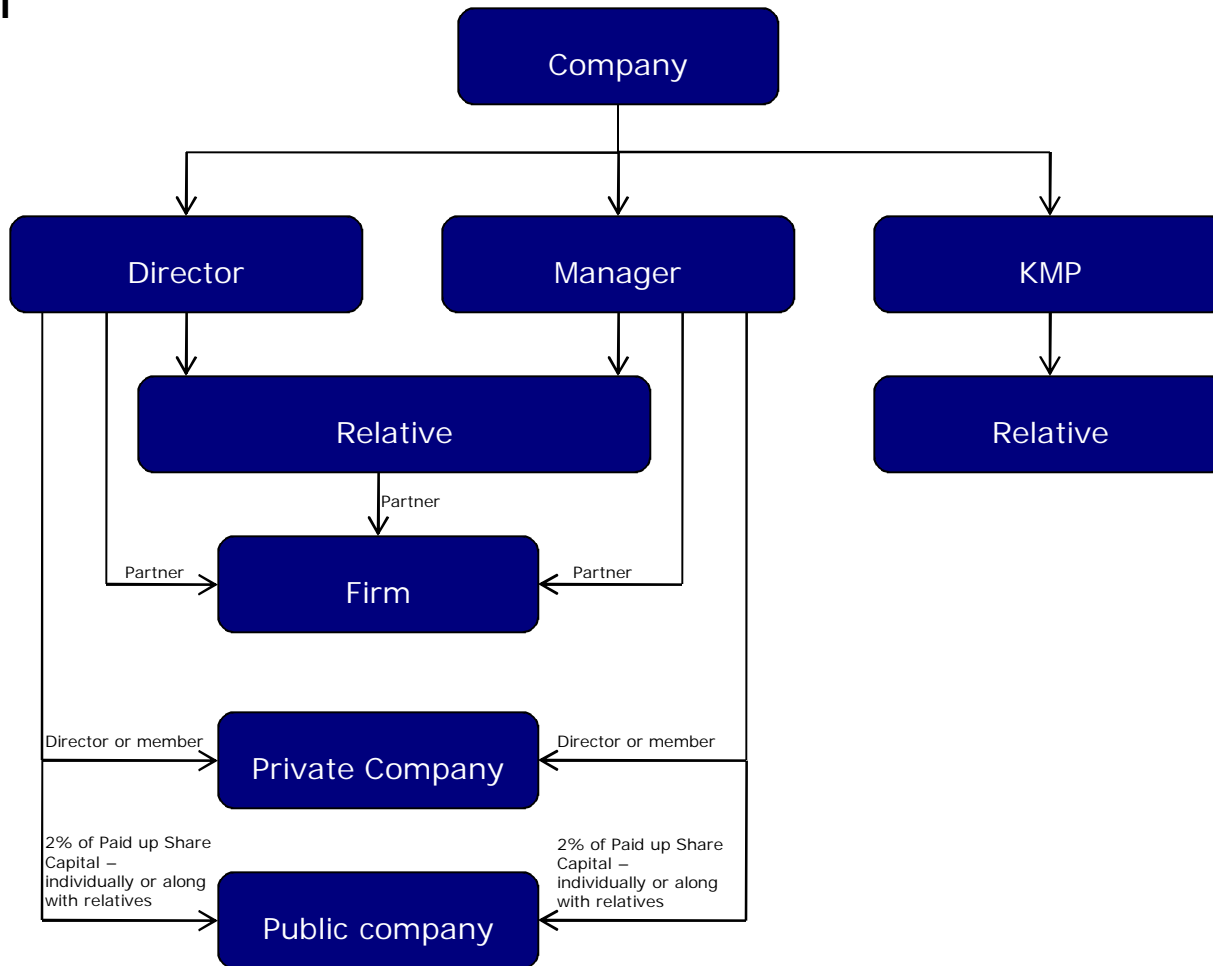 Company
Director
Manager
KMP
Relative
Relative
Partner
Partner
Partner
Firm
Director or member
Director or member
Private Company
2% of Paid up Share
Capital –
individually or along
with relatives
2% of Paid up Share
Capital –
individually or along
with relatives
Public company